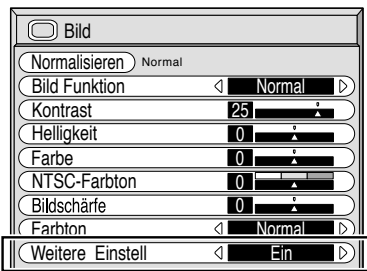 Bild
Normalisieren Normal
Bild Funktion Normal
Kontrast 25
Helligkeit 0
Farbe 0
NTSC-Farbton 0
Bildschärfe 0
Farbton Normal
Weitere Einstell Ein